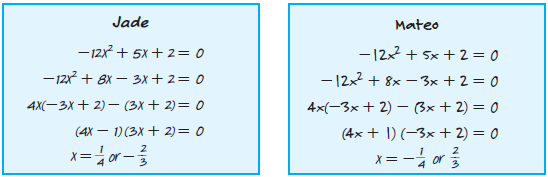 Jade
−12x² + 5x + 2 = 0
−12x² + 8x − 3x + 2 = 0
4x(−3x + 2) − (3x + 2) = 0
(4x − 1)(3x + 2) = 0
x = 1/4 or − 2/3
Mateo
−12x² + 5x + 2 = 0
−12x² + 8x − 3x + 2 = 0
4x(−3x + 2) − (3x + 2) = 0
(4x + 1)(−3x + 2) = 0
x = − 1/4 or 2/3